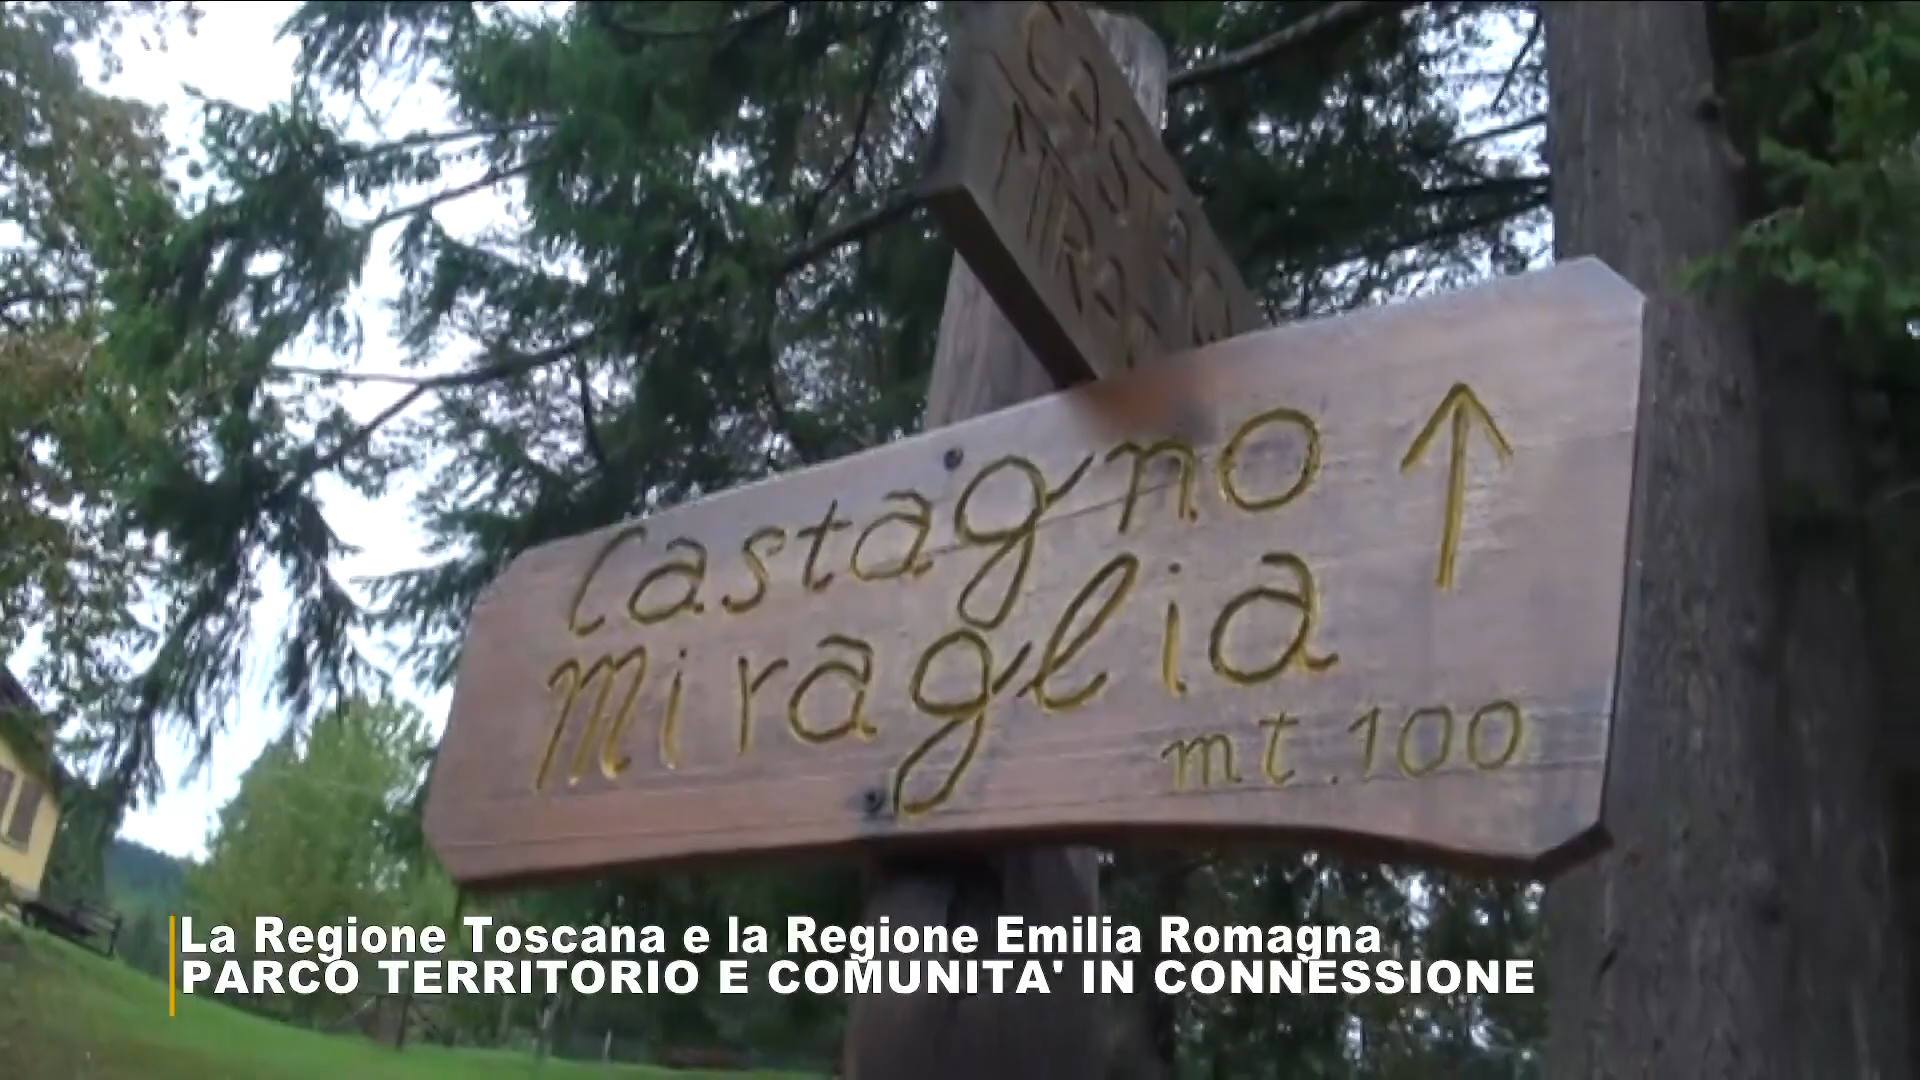 Castagno
miraglia
mt.100
La Regione Toscana e la Regione Emilia Romagna
PARCO TERRITORIO E COMUNITA' IN CONNESSIONE